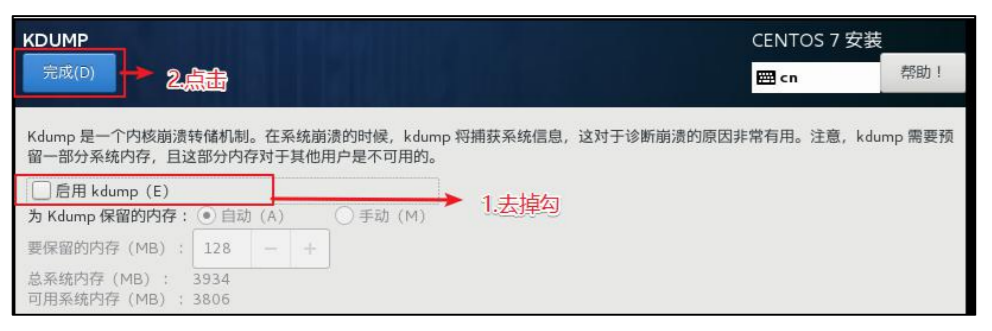 KDUMP
CENTOS 7 安装
完成(D)
2.点击
cn
帮助！
Kdump 是一个内核崩溃转储机制。在系统崩溃的时候，kdump 将捕获系统信息，这对于诊断崩溃的原因非常有用。注意，kdump 需要预
留一部分系统内存，且这部分内存对于其他用户是不可用的。
启用 kdump（E）
1.去掉勾
为 Kdump 保留的内存： 自动（A） 手动（M）
要保留的内存（MB）： 128 － ＋
总系统内存（MB）： 3934
可用系统内存（MB）： 3806